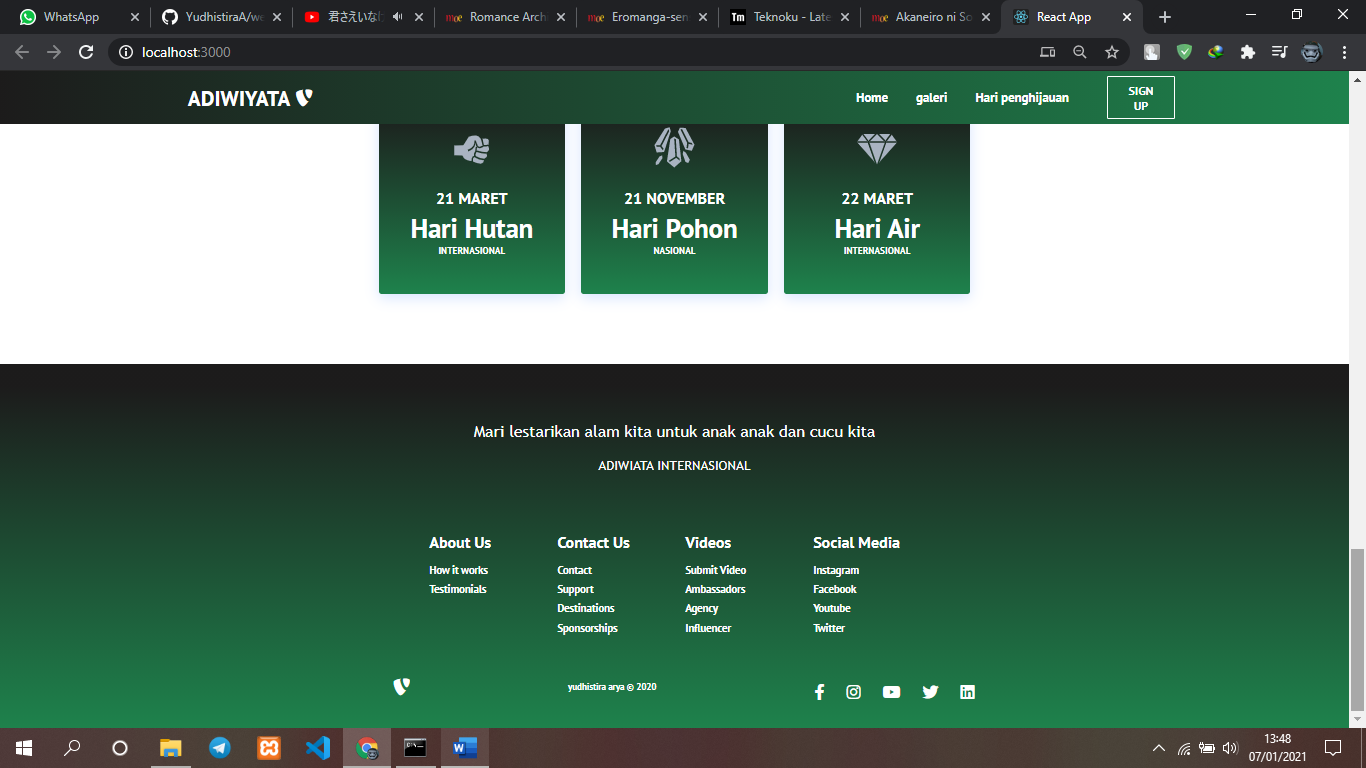 WhatsApp
YudhistiraA/we
君さえいなけ
Romance Archi
Eromanga-sen
Teknoku - Late
Akaneiro ni So
React App
localhost:3000
ADIWIYATA
Home
galeri
Hari penghijauan
SIGN
UP
21 MARET
Hari Hutan
INTERNASIONAL
21 NOVEMBER
Hari Pohon
NASIONAL
22 MARET
Hari Air
INTERNASIONAL
Mari lestarikan alam kita untuk anak anak dan cucu kita
ADIWIATA INTERNASIONAL
About Us
How it works
Testimonials
Contact Us
Contact
Support
Destinations
Sponsorships
Videos
Submit Video
Ambassadors
Agency
Influencer
Social Media
Instagram
Facebook
Youtube
Twitter
yudhistira arya © 2020
13:48
07/01/2021